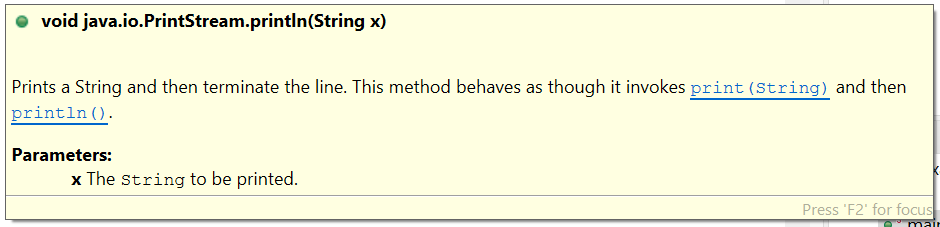 void java.io.PrintStream.println(String x)
Prints a String and then terminate the line. This method behaves as though it invokes print(String) and then
println().
Parameters:
x The String to be printed.
Press 'F2' for focus